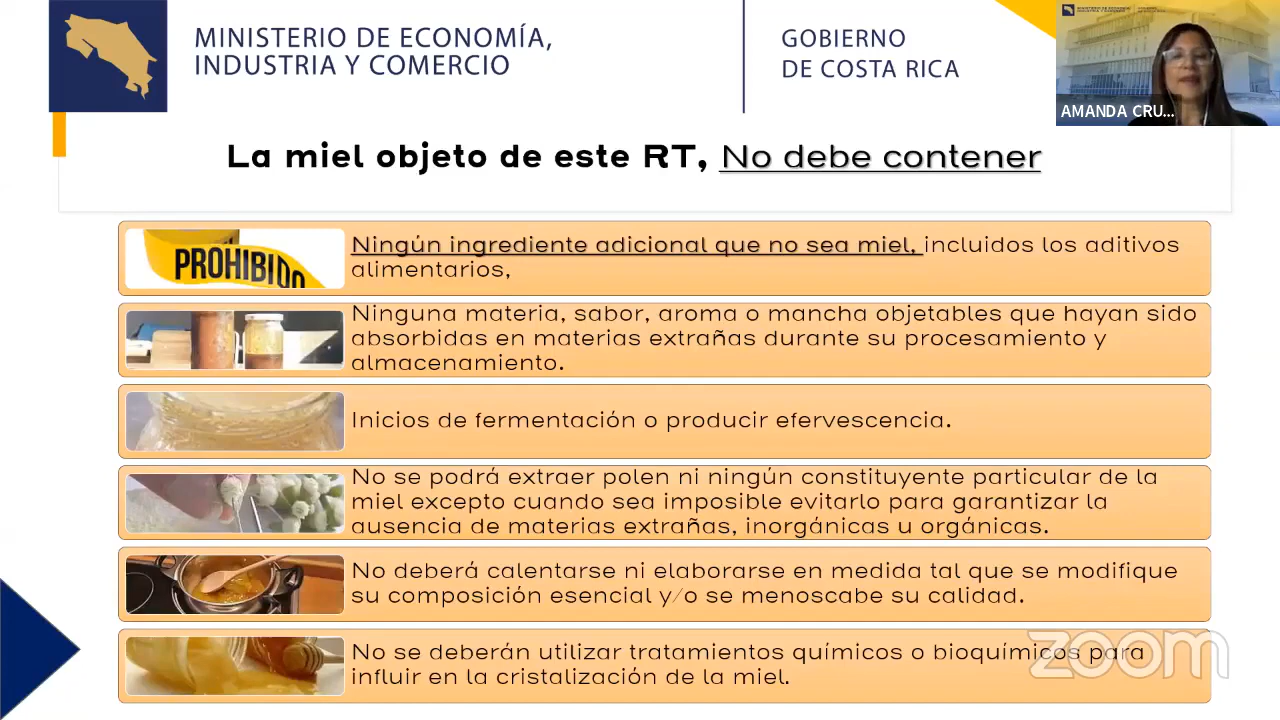 MINISTERIO DE ECONOMÍA,
INDUSTRIA Y COMERCIO
GOBIERNO
DE COSTA RICA
AMANDA CRU...
La miel objeto de este RT, No debe contener
PROHIBIDO
Ningún ingrediente adicional que no sea miel, incluidos los aditivos
alimentarios,
Ninguna materia, sabor, aroma o mancha objetables que hayan sido
absorbidas en materias extrañas durante su procesamiento y
almacenamiento.
Inicios de fermentación o producir efervescencia.
No se podrá extraer polen ni ningún constituyente particular de la
miel excepto cuando sea imposible evitarlo para garantizar la
ausencia de materias extrañas, inorgánicas u orgánicas.
No deberá calentarse ni elaborarse en medida tal que se modifique
su composición esencial y/o se menoscabe su calidad.
No se deberán utilizar tratamientos químicos o bioquímicos para
influir en la cristalización de la miel.
zoom